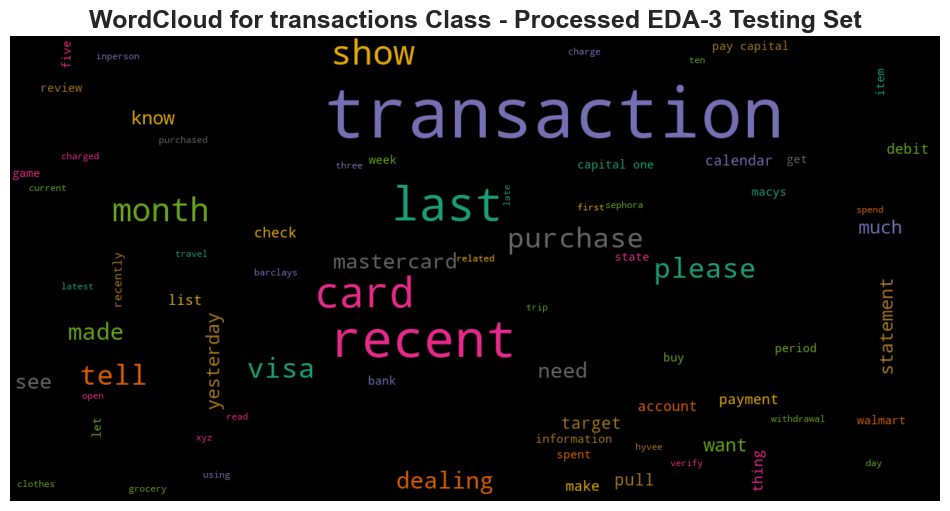 WordCloud for transactions Class - Processed EDA-3 Testing Set
five
inperson
show
charge
pay capital
ten
review
item
know
transaction
purchased
debit
charged
three
week
capital one
calendar
get
game
current
month
last
late
macys
first
sephora
spend
much
check
purchase
travel
mastercard
related
state
please
recently
barclays
latest
list
card
trip
statement
made
yesterday
recent
period
see
tell
visa
bank
need
buy
open
let
read
target
account
payment
withdrawal
walmart
xyz
information
hyvee
want
spent
verify
thing
day
using
clothes
grocery
dealing
make
pull